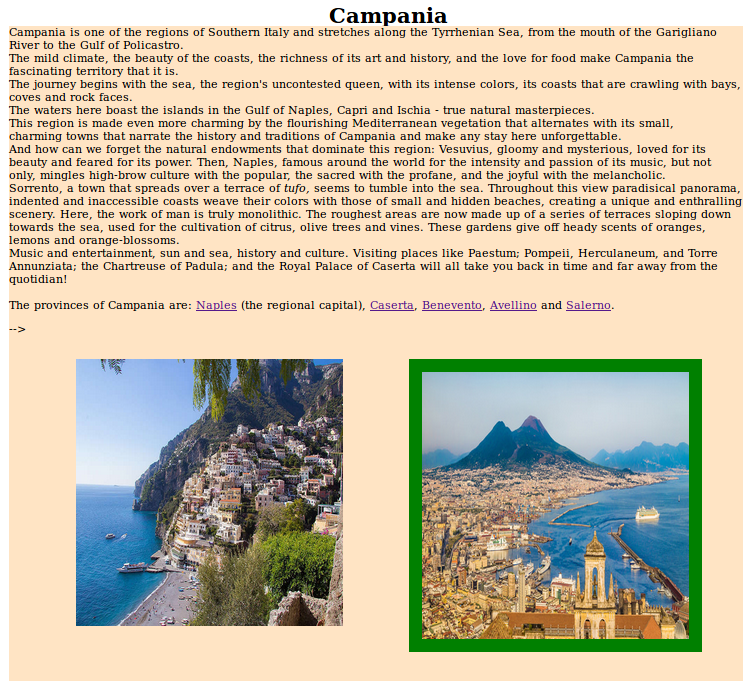 Campania
Campania is one of the regions of Southern Italy and stretches along the Tyrrhenian Sea, from the mouth of the Garigliano
River to the Gulf of Policastro.
The mild climate, the beauty of the coasts, the richness of its art and history, and the love for food make Campania the
fascinating territory that it is.
The journey begins with the sea, the region's uncontested queen, with its intense colors, its coasts that are crawling with bays,
coves and rock faces.
The waters here boast the islands in the Gulf of Naples, Capri and Ischia - true natural masterpieces.
This region is made even more charming by the flourishing Mediterranean vegetation that alternates with its small,
charming towns that narrate the history and traditions of Campania and make any stay here unforgettable.
And how can we forget the natural endowments that dominate this region: Vesuvius, gloomy and mysterious, loved for its
beauty and feared for its power. Then, Naples, famous around the world for the intensity and passion of its music, but not
only, mingles high-brow culture with the popular, the sacred with the profane, and the joyful with the melancholic.
Sorrento, a town that spreads over a terrace of tufo, seems to tumble into the sea. Throughout this view paradisical panorama,
indented and inaccessible coasts weave their colors with those of small and hidden beaches, creating a unique and enthralling
scenery. Here, the work of man is truly monolithic. The roughest areas are now made up of a series of terraces sloping down
towards the sea, used for the cultivation of citrus, olive trees and vines. These gardens give off heady scents of oranges,
lemons and orange-blossoms.
Music and entertainment, sun and sea, history and culture. Visiting places like Paestum; Pompeii, Herculaneum, and Torre
Annunziata; the Chartreuse of Padula; and the Royal Palace of Caserta will all take you back in time and far away from the
quotidian!
The provinces of Campania are: Naples (the regional capital), Caserta, Benevento, Avellino and Salerno.
-->